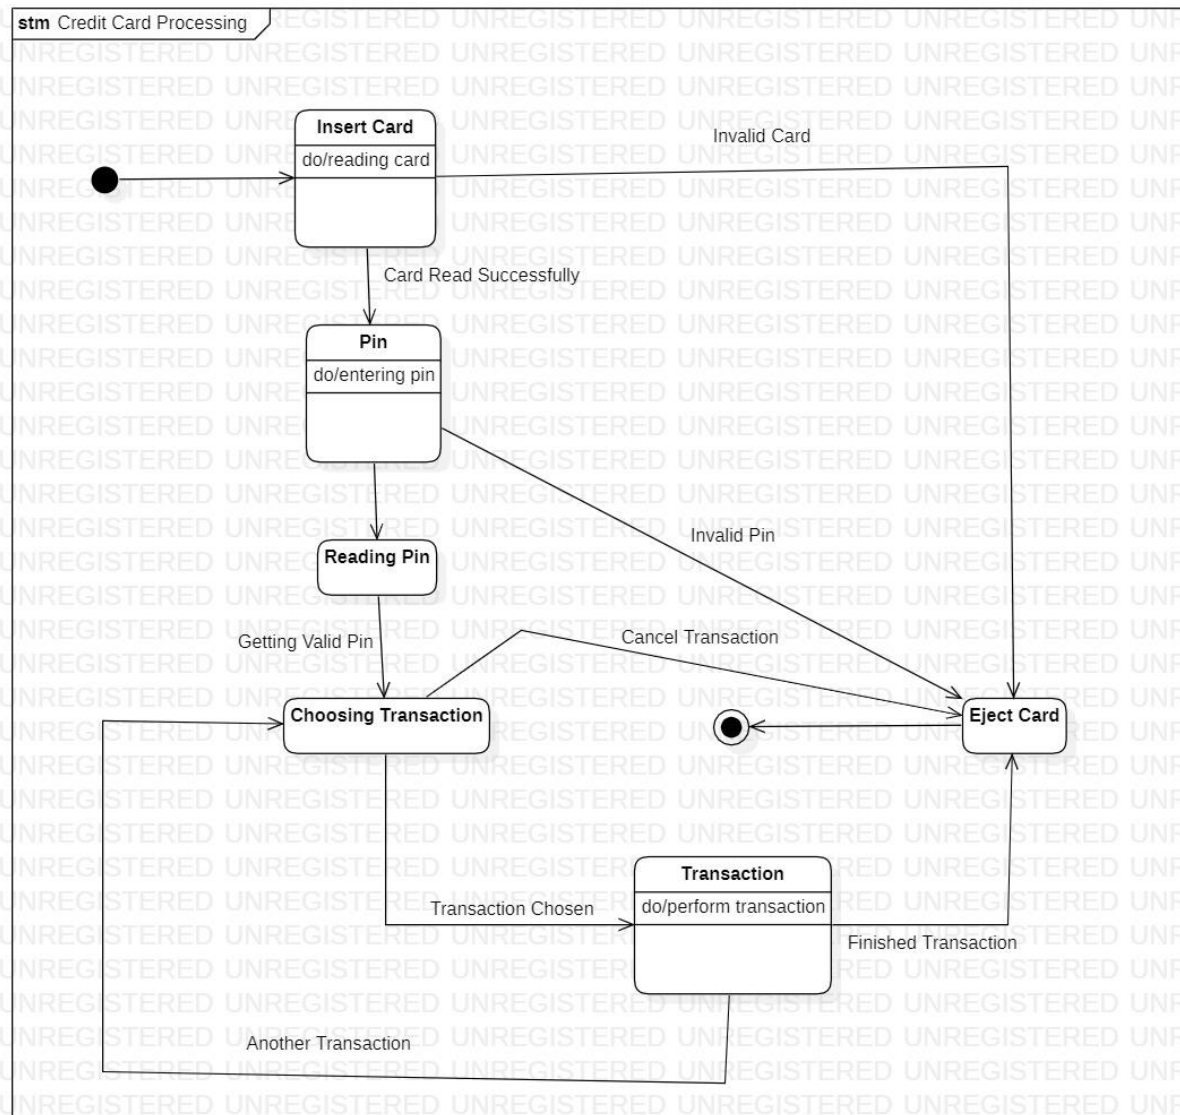 stm Credit Card Processing
Insert Card
do/reading card
Invalid Card
Card Read Successfully
Pin
do/entering pin
Invalid Pin
Reading Pin
Getting Valid Pin
Cancel Transaction
Choosing Transaction
Eject Card
Transaction
do/perform transaction
Transaction Chosen
Finished Transaction
Another Transaction
UNREGISTERED